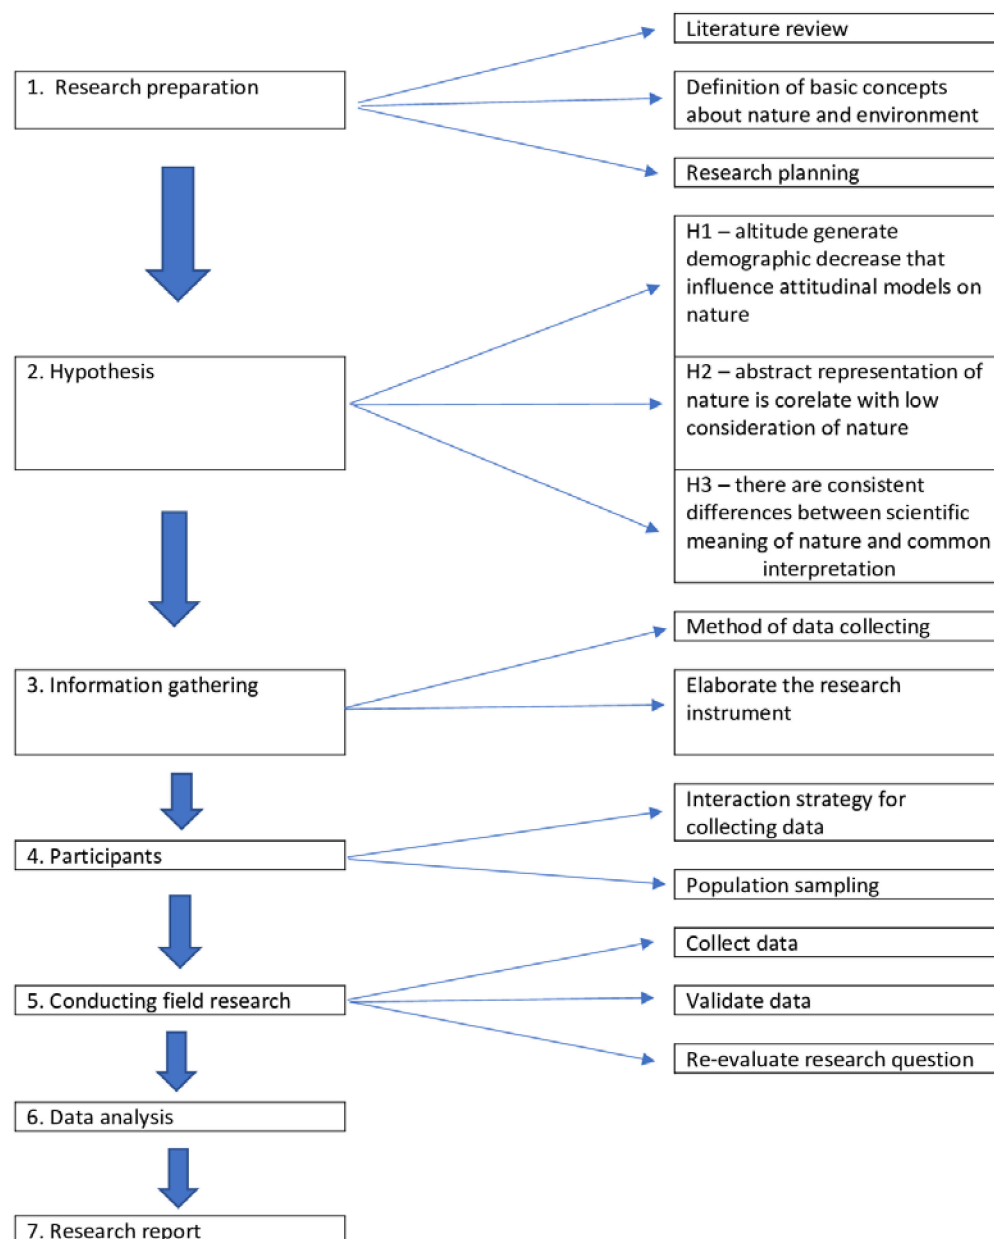 Literature review
1. Research preparation
Definition of basic concepts
about nature and environment
Research planning
H1 – altitude generate
demographic decrease that
influence attitudinal models on
nature
2. Hypothesis
H2 – abstract representation of
nature is corelate with low
consideration of nature
H3 – there are consistent
differences between scientific
meaning of nature and common
interpretation
Method of data collecting
3. Information gathering
Elaborate the research
instrument
Interaction strategy for
collecting data
4. Participants
Population sampling
Collect data
5. Conducting field research
Validate data
Re-evaluate research question
6. Data analysis
7. Research report